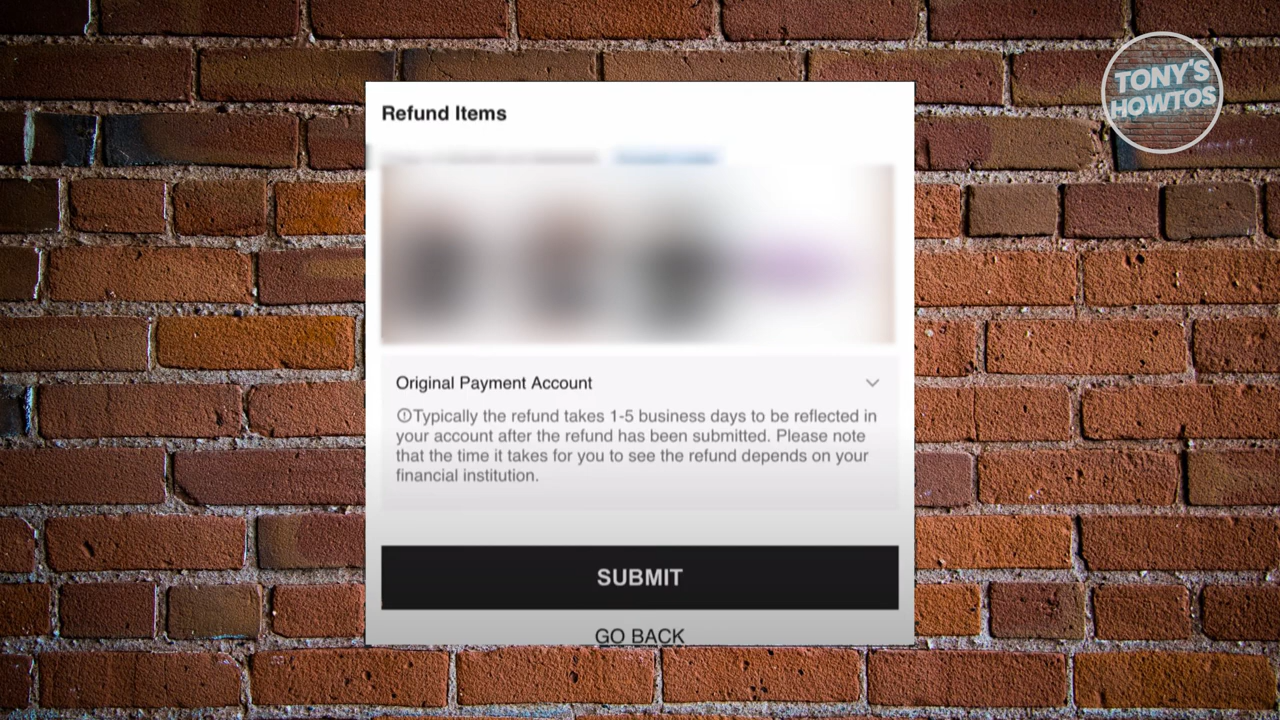 TONY'S
HOWTOS
Refund Items
Original Payment Account
Typically the refund takes 1-5 business days to be reflected in
your account after the refund has been submitted. Please note
that the time it takes for you to see the refund depends on your
financial institution.
SUBMIT
GO BACK